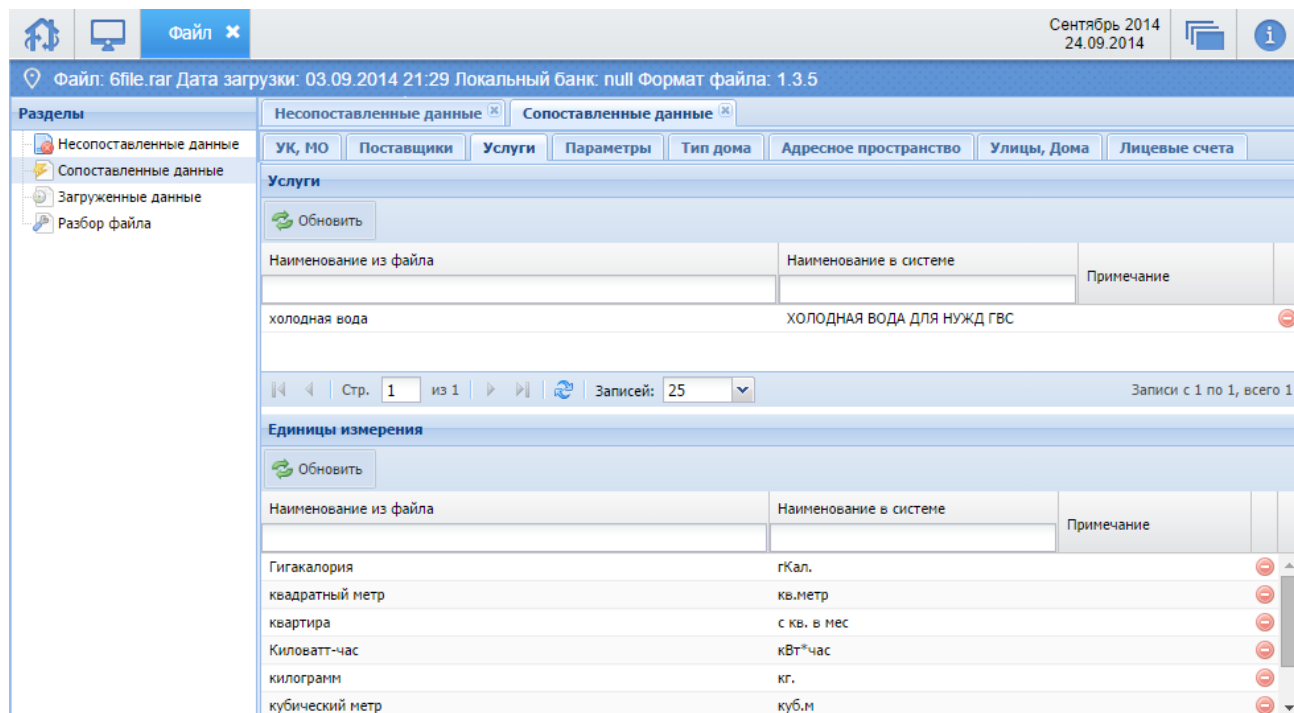 Файл
Сентябрь 2014
24.09.2014
Файл: 6file.rar Дата загрузки: 03.09.2014 21:29 Локальный банк: null Формат файла: 1.3.5
Разделы
Несопоставленные данные
Сопоставленные данные
Загруженные данные
Разбор файла
Несопоставленные данные Сопоставленные данные
УК, МО Поставщики Услуги Параметры Тип дома Адресное пространство Улицы, Дома Лицевые счета
Услуги
Обновить
Наименование из файла Наименование в системе Примечание
холодная вода ХОЛОДНАЯ ВОДА ДЛЯ НУЖД ГВС
Стр. 1 из 1 Записей: 25 Записи с 1 по 1, всего 1
Единицы измерения
Обновить
Наименование из файла Наименование в системе Примечание
Гигакалория гКал.
квадратный метр кв.метр
квартира с кв. в мес
Киловатт-час кВт*час
килограмм кг.
кубический метр куб.м